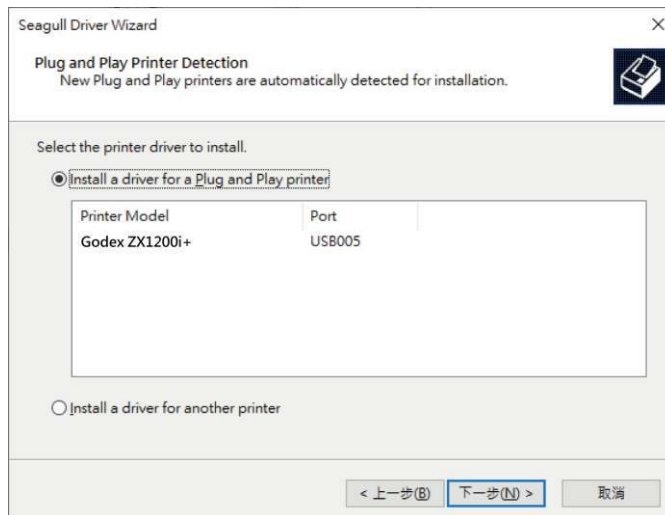 Seagull Driver Wizard
Plug and Play Printer Detection
New Plug and Play printers are automatically detected for installation.
Select the printer driver to install.
Install a driver for a Plug and Play printer
Printer Model Port
Godex ZX1200i+ USB005
Install a driver for another printer
< 上一步(B) 下一步(N) > 取消